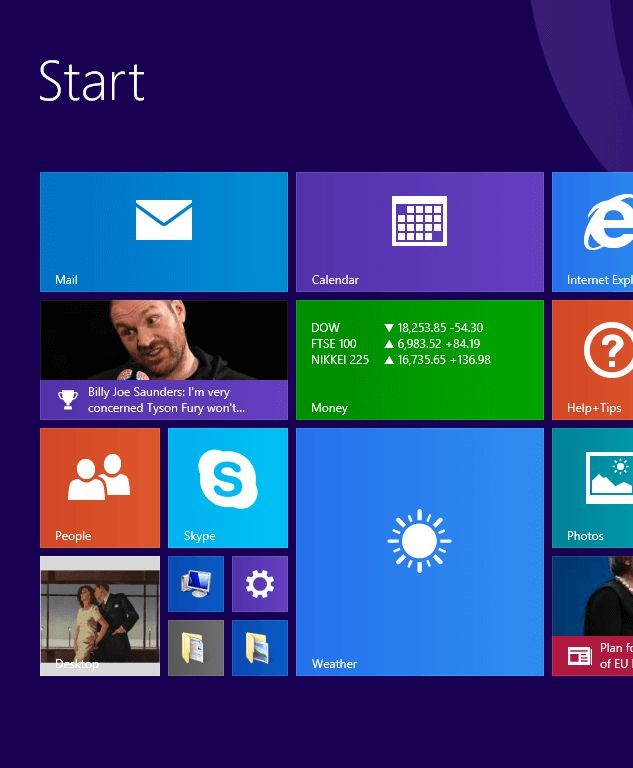 Start
Mail
Calendar
Internet Expl
Billy Joe Saunders: I'm very
concerned Tyson Fury won't...
DOW ▼ 18,253.85 -54.30
FTSE 100 ▲ 6,983.52 +84.19
NIKKEI 225 ▲ 16,735.65 +136.98
Money
Help+Tips
People
Skype
Weather
Photos
Desktop
Plan fo
of EU